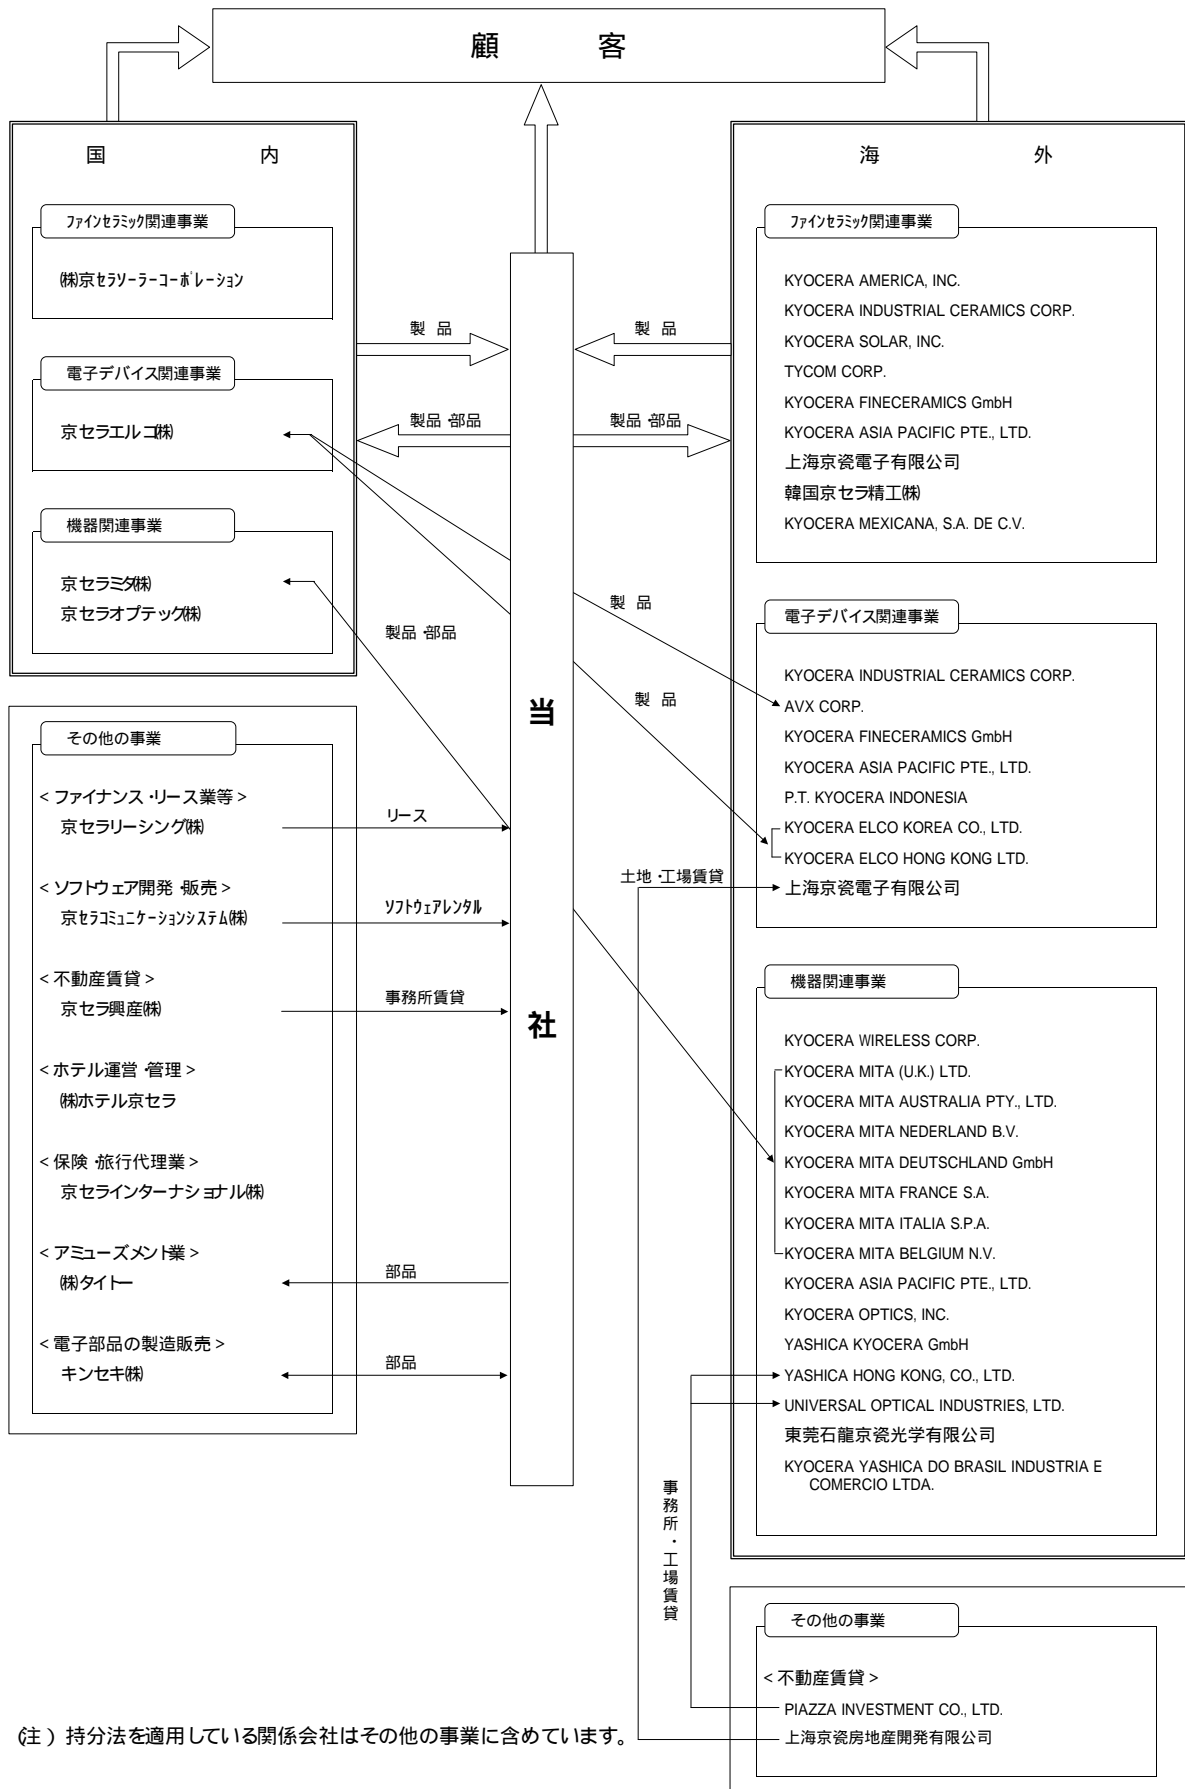 顧 客
国 内
ファインセラミック関連事業
㈱京セラソーラーコーポレーション
電子デバイス関連事業
京セラエルコ㈱
機器関連事業
京セラミタ㈱
京セラオプテック㈱
その他の事業
<ファイナンス・リース業等>
京セラリーシング㈱
<ソフトウェア開発・販売>
京セラコミュニケーションシステム㈱
<不動産賃貸>
京セラ興産㈱
<ホテル運営・管理>
㈱ホテル京セラ
<保険・旅行代理業>
京セラインターナショナル㈱
<アミューズメント業>
㈱タイトー
<電子部品の製造販売>
キンセキ㈱
製 品
製品・部品
製品・部品
リース
ソフトウェアレンタル
事務所賃貸
部品
部品
当
社
製 品
製品・部品
製 品
製 品
土地・工場賃貸
事務所・工場賃貸
海 外
ファインセラミック関連事業
KYOCERA AMERICA, INC.
KYOCERA INDUSTRIAL CERAMICS CORP.
KYOCERA SOLAR, INC.
TYCOM CORP.
KYOCERA FINECERAMICS GmbH
KYOCERA ASIA PACIFIC PTE., LTD.
上海京瓷電子有限公司
韓国京セラ精工㈱
KYOCERA MEXICANA, S.A. DE C.V.
電子デバイス関連事業
KYOCERA INDUSTRIAL CERAMICS CORP.
AVX CORP.
KYOCERA FINECERAMICS GmbH
KYOCERA ASIA PACIFIC PTE., LTD.
P.T. KYOCERA INDONESIA
KYOCERA ELCO KOREA CO., LTD.
KYOCERA ELCO HONG KONG LTD.
上海京瓷電子有限公司
機器関連事業
KYOCERA WIRELESS CORP.
KYOCERA MITA (U.K.) LTD.
KYOCERA MITA AUSTRALIA PTY., LTD.
KYOCERA MITA NEDERLAND B.V.
KYOCERA MITA DEUTSCHLAND GmbH
KYOCERA MITA FRANCE S.A.
KYOCERA MITA ITALIA S.P.A.
KYOCERA MITA BELGIUM N.V.
KYOCERA ASIA PACIFIC PTE., LTD.
KYOCERA OPTICS, INC.
YASHICA KYOCERA GmbH
YASHICA HONG KONG, CO., LTD.
UNIVERSAL OPTICAL INDUSTRIES, LTD.
東莞石龍京瓷光学有限公司
KYOCERA YASHICA DO BRASIL INDUSTRIA E
COMERCIO LTDA.
その他の事業
<不動産賃貸>
PIAZZA INVESTMENT CO., LTD.
上海京瓷房地産開発有限公司
(注) 持分法を適用している関係会社はその他の事業に含めています。